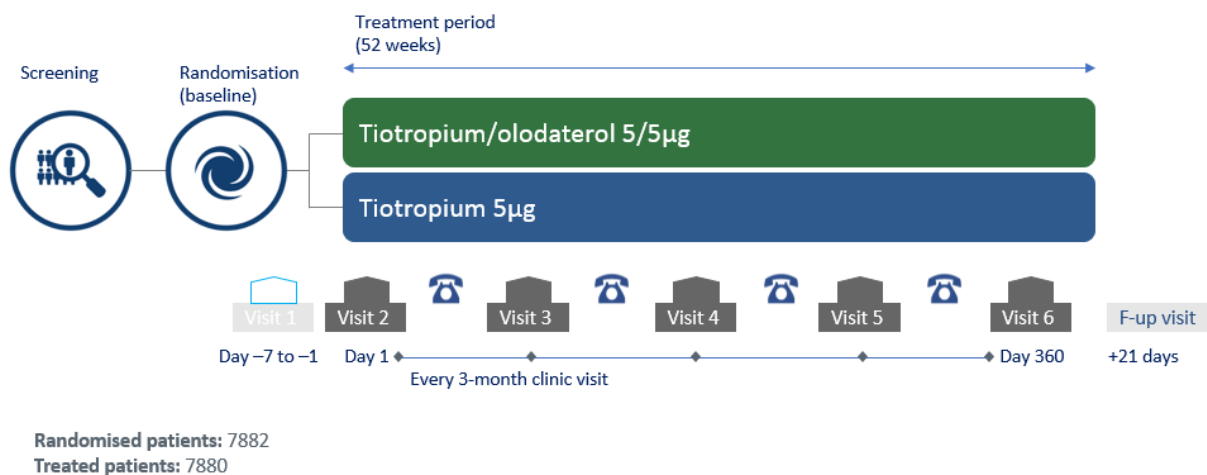 Treatment period
(52 weeks)
Screening
Randomisation
(baseline)
Tiotropium/olodaterol 5/5µg
Tiotropium 5µg
Visit 1
Visit 2
Visit 3
Visit 4
Visit 5
Visit 6
F-up visit
Day –7 to –1
Day 1
Day 360
+21 days
Every 3-month clinic visit
Randomised patients: 7882
Treated patients: 7880